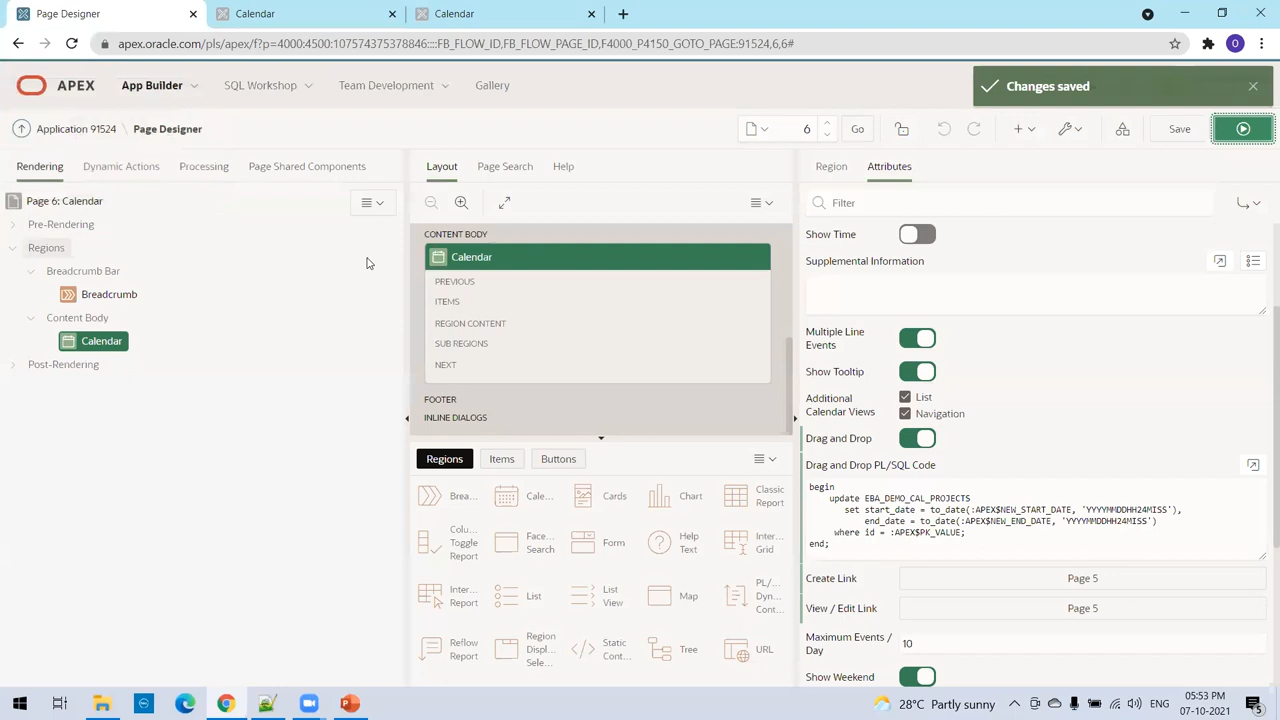 Page Designer
Calendar
Calendar
apex.oracle.com/pls/apex/f?p=4000:4500:107574375378846::::FB_FLOW_ID,FB_FLOW_PAGE_ID,F4000_P4150_GOTO_PAGE:91524,6,6#
O
APEX
App Builder
SQL Workshop
Team Development
Gallery
Changes saved
Application 91524
Page Designer
6
Go
Save
Rendering
Dynamic Actions
Processing
Page Shared Components
Layout
Page Search
Help
Region
Attributes
Page 6: Calendar
Pre-Rendering
Regions
Breadcrumb Bar
Breadcrumb
Content Body
Calendar
Post-Rendering
CONTENT BODY
Calendar
PREVIOUS
ITEMS
REGION CONTENT
SUB REGIONS
NEXT
FOOTER
INLINE DIALOGS
Regions
Items
Buttons
Brea...
Cale...
Cards
Chart
Classic
Report
Colum
Toggle
Report
Face...
Search
Form
Help
Text
Inter...
Grid
Inter...
Report
List
List
View
Map
PL/...
Dyn...
Cont...
Reflow
Report
Region
Displ...
Sele...
Static
Cont...
Tree
URL
Filter
Show Time
Supplemental Information
Multiple Line
Events
Show Tooltip
Additional
Calendar Views
List
Navigation
Drag and Drop
Drag and Drop PL/SQL Code
begin
update EBA_DEMO_CAL_PROJECTS
set start_date = to_date(:APEX$NEW_START_DATE, 'YYYYMMDDHH24MISS'),
end_date = to_date(:APEX$NEW_END_DATE, 'YYYYMMDDHH24MISS')
where id = :APEX$PK_VALUE;
end;
Create Link
Page 5
View / Edit Link
Page 5
Maximum Events /
Day
10
Show Weekend
28°C Partly sunny
ENG
05:53 PM
07-10-2021
5